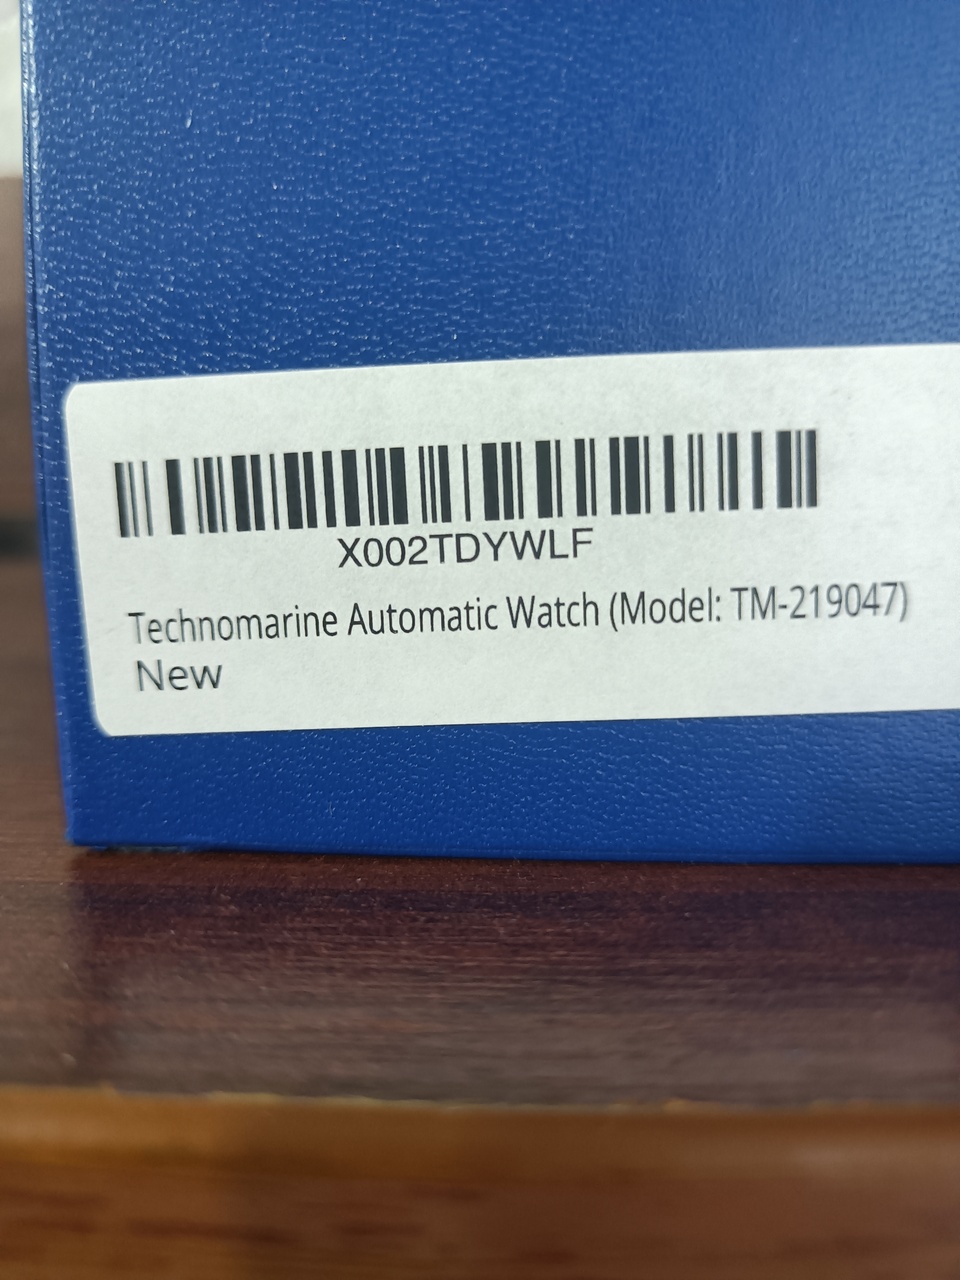 X002TDYWLF
Technomarine Automatic Watch (Model: TM-219047)
New